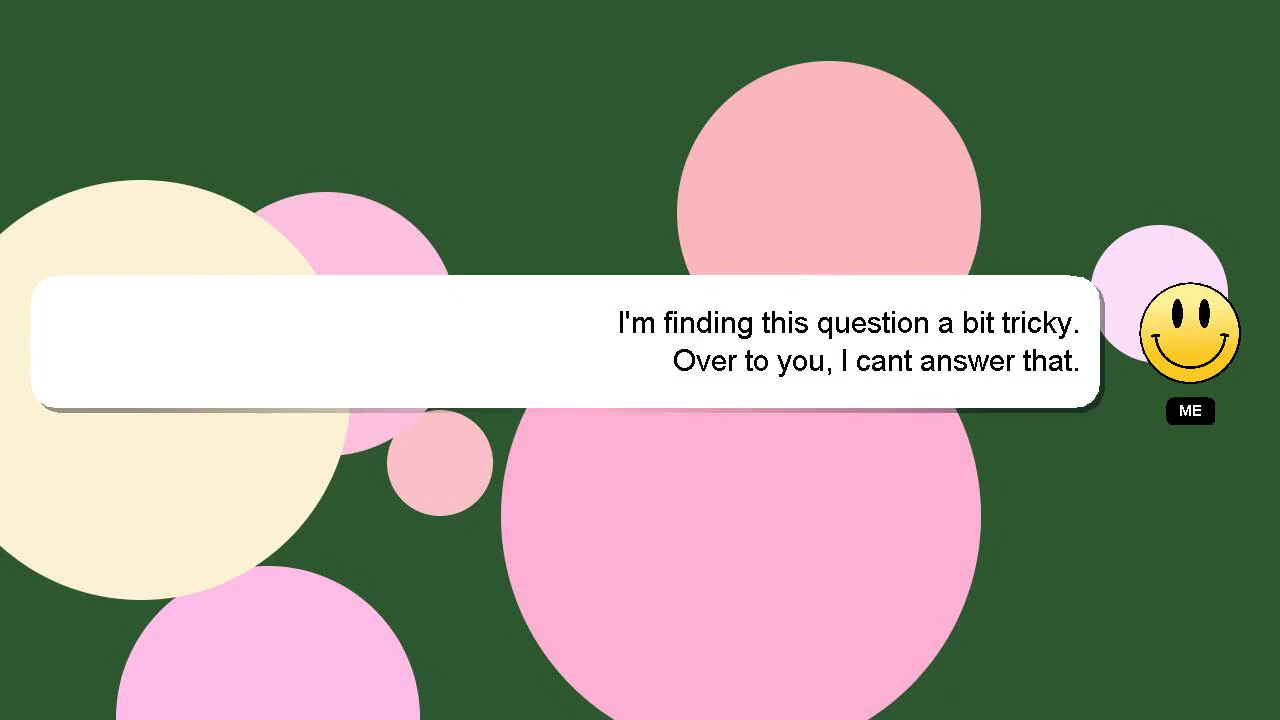 I'm finding this question a bit tricky.
Over to you, I cant answer that.
ME